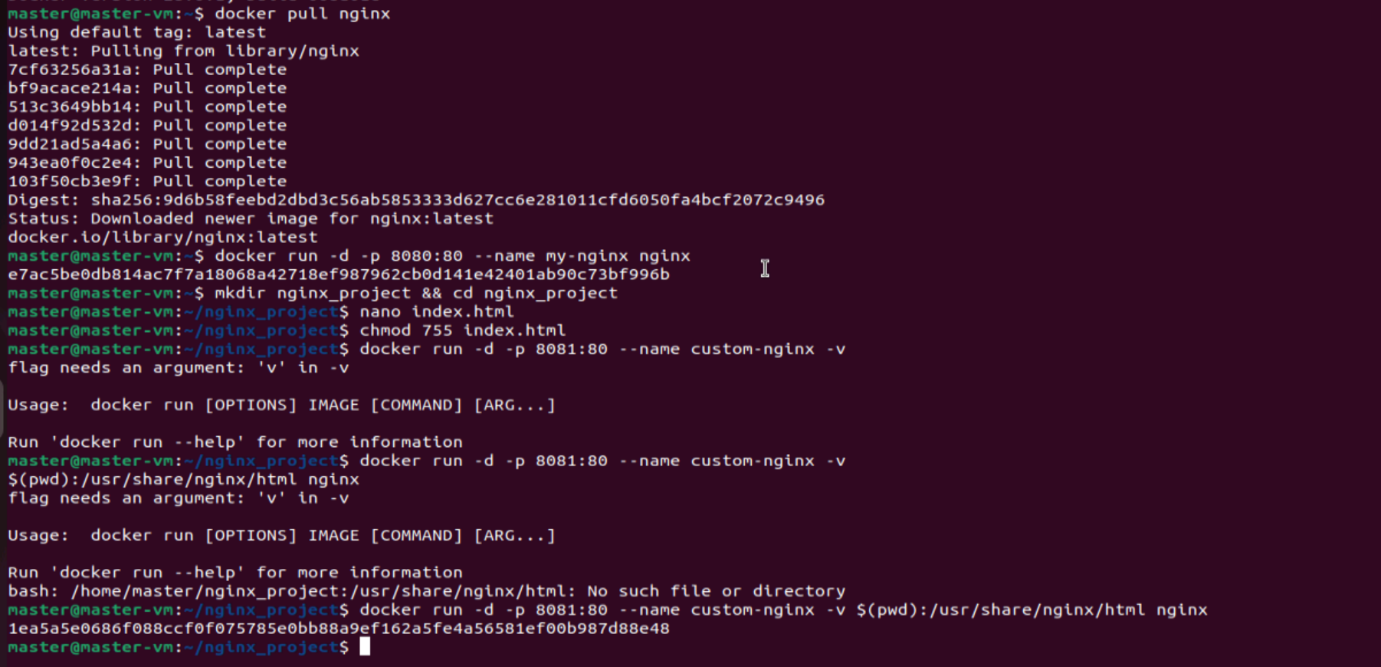 master@master-vm:~$ docker pull nginx
Using default tag: latest
latest: Pulling from library/nginx
7cf63256a31a: Pull complete
bf9acace214a: Pull complete
513c3649bb14: Pull complete
d014f92d532d: Pull complete
9dd21ad5a4a6: Pull complete
943ea0f0c2e4: Pull complete
103f50cb3e9f: Pull complete
Digest: sha256:9d6b58feebd2dbd3c56ab5853333d627cc6e281011cfd6050fa4bcf2072c9496
Status: Downloaded newer image for nginx:latest
docker.io/library/nginx:latest
master@master-vm:~$ docker run -d -p 8080:80 --name my-nginx nginx
e7ac5be0db814ac7f7a18068a42718ef987962cb0d141e42401ab90c73bf996b
master@master-vm:~$ mkdir nginx_project && cd nginx_project
master@master-vm:~/nginx_project$ nano index.html
master@master-vm:~/nginx_project$ chmod 755 index.html
master@master-vm:~/nginx_project$ docker run -d -p 8081:80 --name custom-nginx -v
flag needs an argument: 'v' in -v
Usage:  docker run [OPTIONS] IMAGE [COMMAND] [ARG...]
Run 'docker run --help' for more information
master@master-vm:~/nginx_project$ docker run -d -p 8081:80 --name custom-nginx -v
$(pwd):/usr/share/nginx/html nginx
flag needs an argument: 'v' in -v
Usage:  docker run [OPTIONS] IMAGE [COMMAND] [ARG...]
Run 'docker run --help' for more information
bash: /home/master/nginx_project:/usr/share/nginx/html: No such file or directory
master@master-vm:~/nginx_project$ docker run -d -p 8081:80 --name custom-nginx -v $(pwd):/usr/share/nginx/html nginx
1ea5a5e0686f088ccf0f075785e0bb88a9ef162a5fe4a56581ef00b987d88e48
master@master-vm:~/nginx_project$